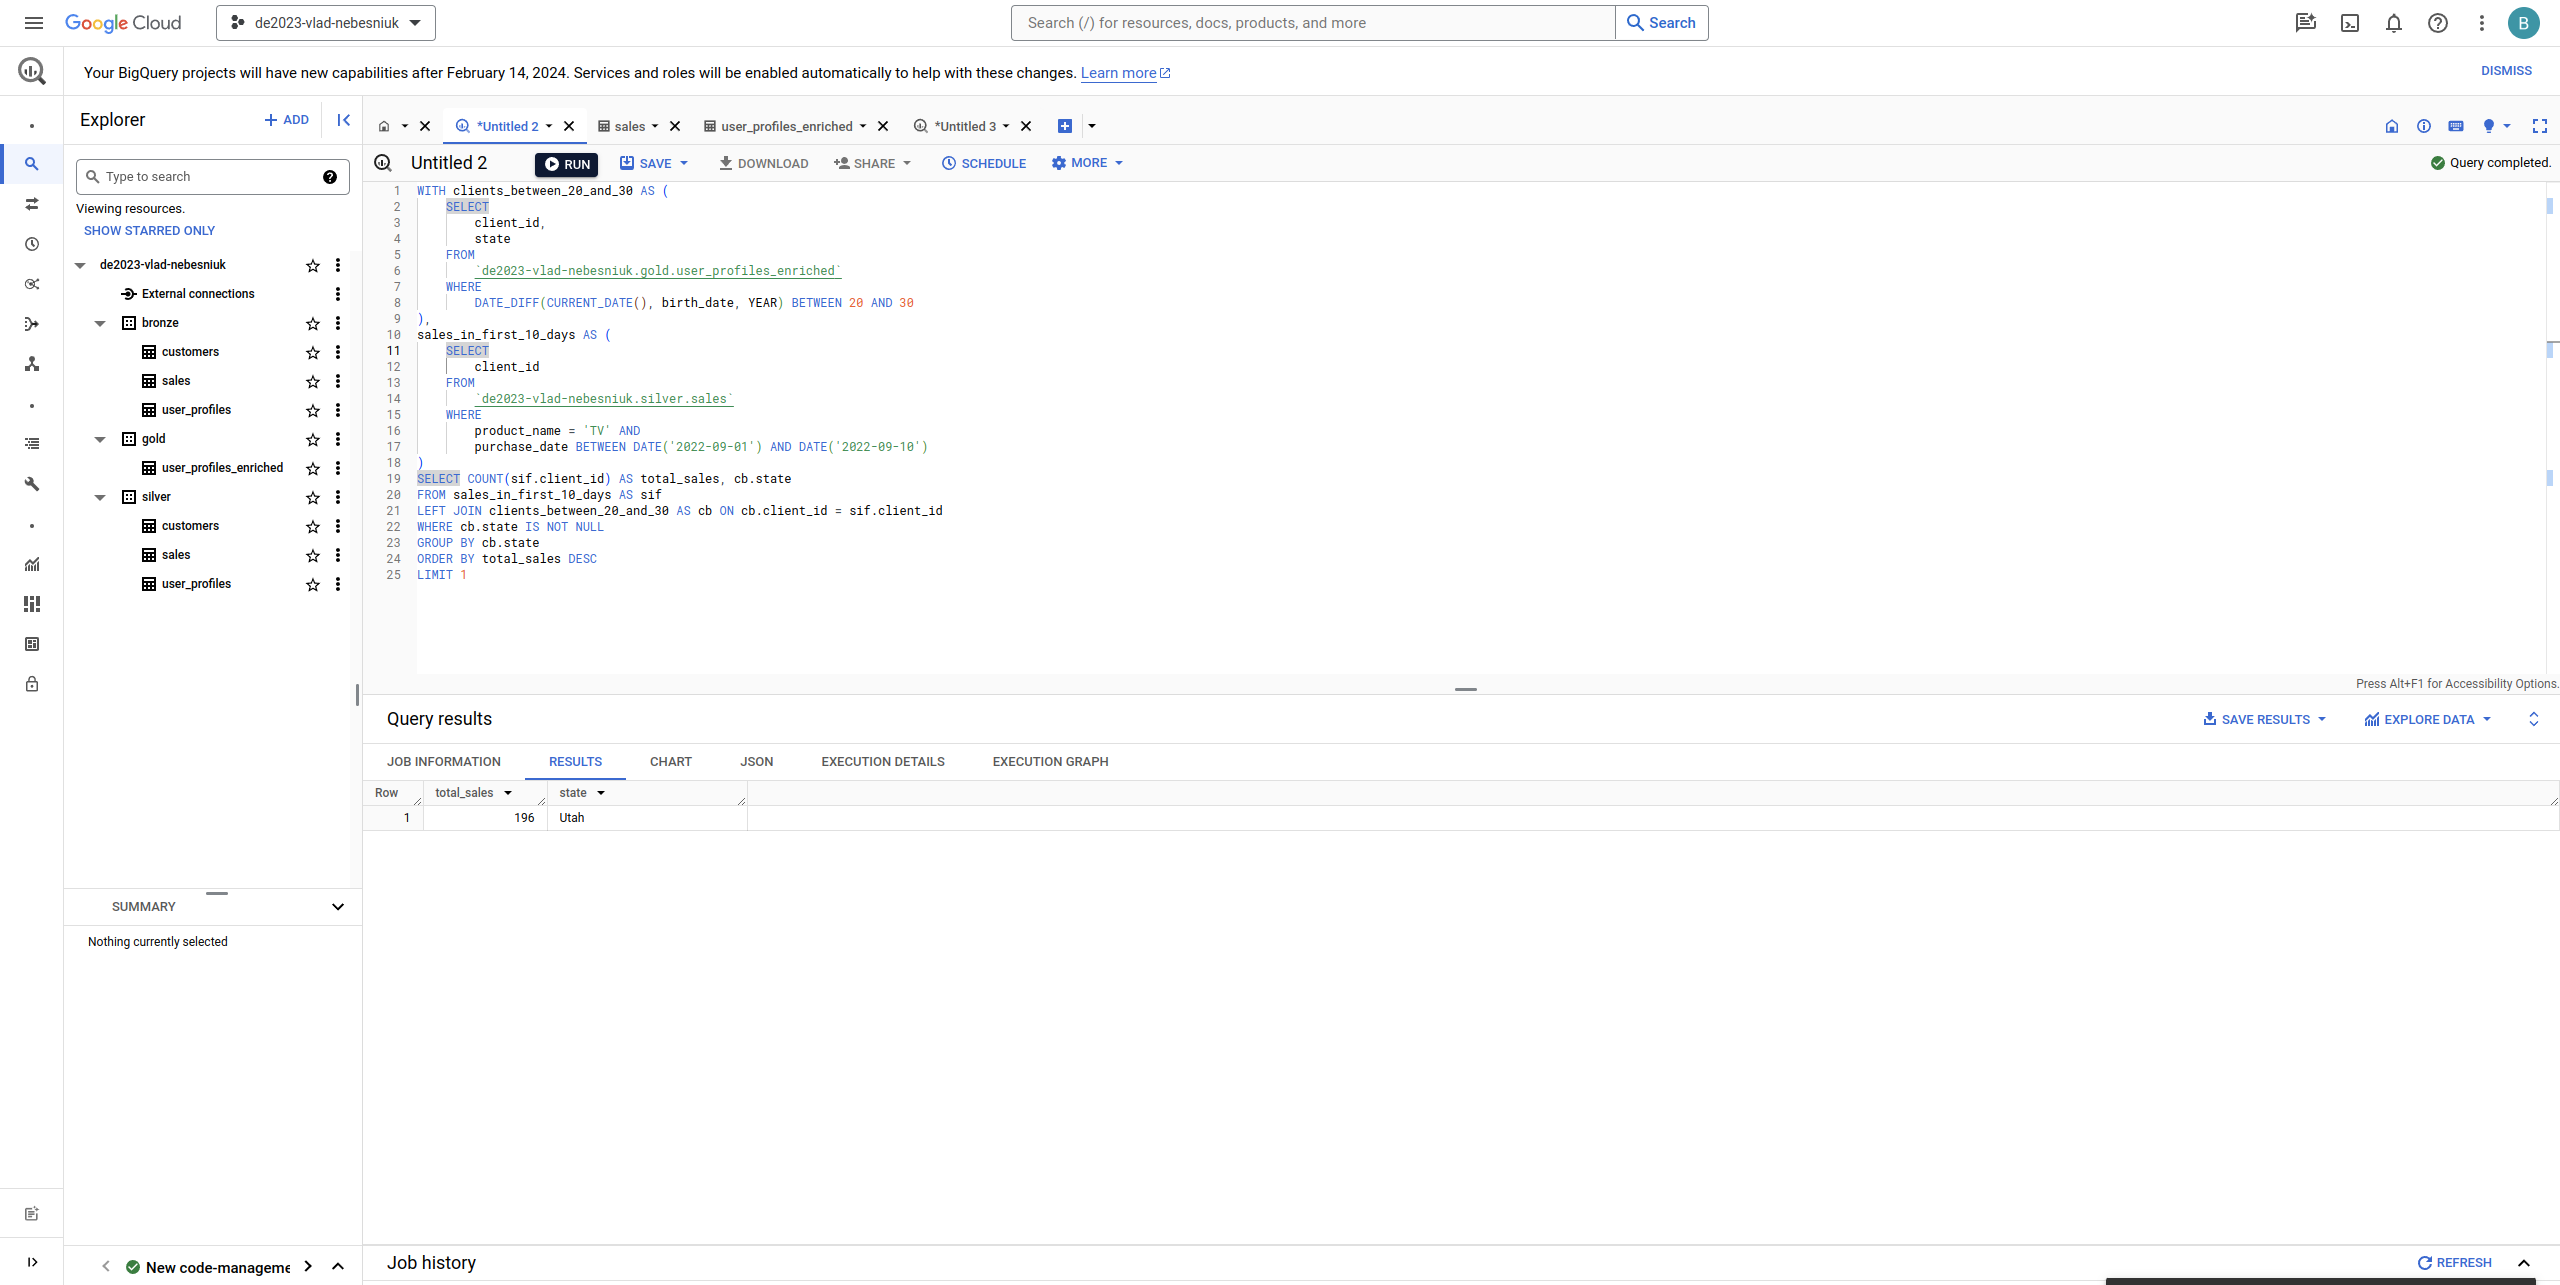 Google Cloud
de2023-vlad-nebesniuk
Search (/) for resources, docs, products, and more
Search
B
Your BigQuery projects will have new capabilities after February 14, 2024. Services and roles will be enabled automatically to help with these changes. Learn more
DISMISS
Explorer
ADD
*Untitled 2
sales
user_profiles_enriched
*Untitled 3
Type to search
Viewing resources.
SHOW STARRED ONLY
de2023-vlad-nebesniuk
External connections
bronze
customers
sales
user_profiles
gold
user_profiles_enriched
silver
customers
sales
user_profiles
SUMMARY
Nothing currently selected
New code-manageme
Untitled 2
RUN
SAVE
DOWNLOAD
SHARE
SCHEDULE
MORE
Query completed.
1 WITH clients_between_20_and_30 AS (
2 SELECT
3 client_id,
4 state
5 FROM
6 `de2023-vlad-nebesniuk.gold.user_profiles_enriched`
7 WHERE
8 DATE_DIFF(CURRENT_DATE(), birth_date, YEAR) BETWEEN 20 AND 30
9 ),
10 sales_in_first_10_days AS (
11 SELECT
12 client_id
13 FROM
14 `de2023-vlad-nebesniuk.silver.sales`
15 WHERE
16 product_name = 'TV' AND
17 purchase_date BETWEEN DATE('2022-09-01') AND DATE('2022-09-10')
18 )
19 SELECT COUNT(sif.client_id) AS total_sales, cb.state
20 FROM sales_in_first_10_days AS sif
21 LEFT JOIN clients_between_20_and_30 AS cb ON cb.client_id = sif.client_id
22 WHERE cb.state IS NOT NULL
23 GROUP BY cb.state
24 ORDER BY total_sales DESC
25 LIMIT 1
Press Alt+F1 for Accessibility Options.
Query results
SAVE RESULTS
EXPLORE DATA
JOB INFORMATION
RESULTS
CHART
JSON
EXECUTION DETAILS
EXECUTION GRAPH
Row total_sales state
1 196 Utah
Job history
REFRESH